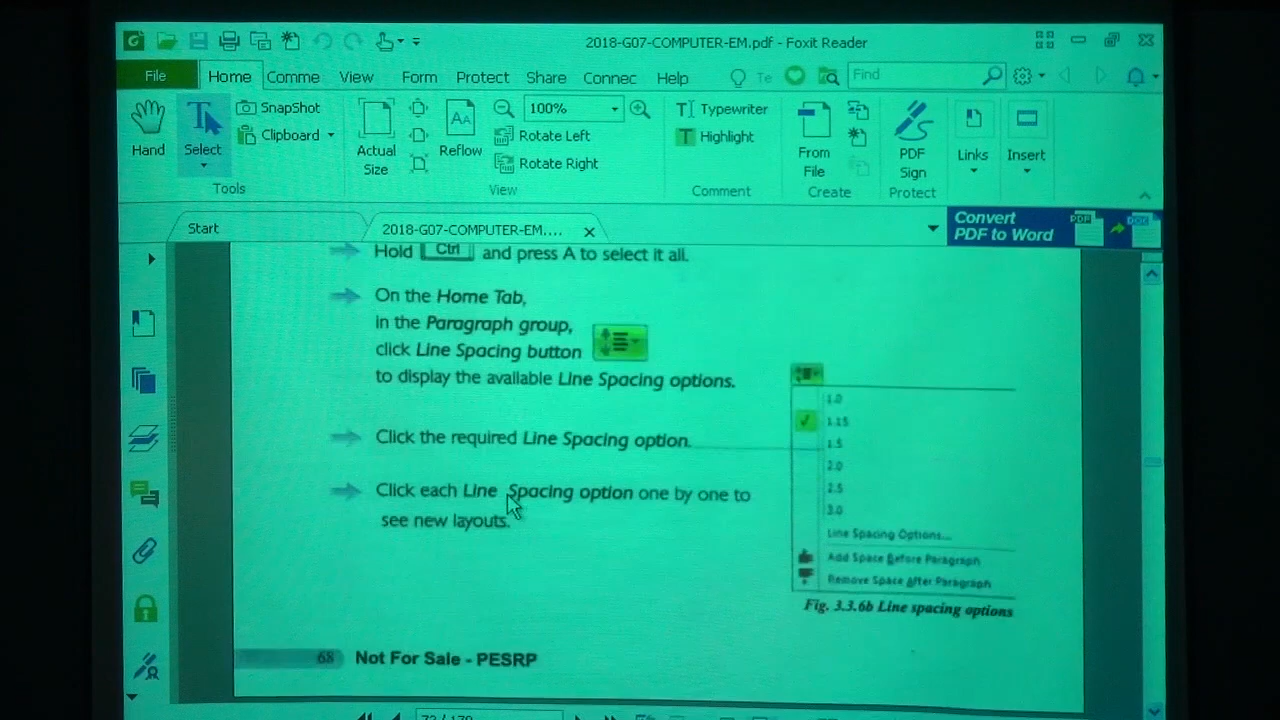 2018-G07-COMPUTER-EM.pdf - Foxit Reader
File Home Comme View Form Protect Share Connec Help Te Find
Hand
Select
SnapShot
Clipboard
Tools
Actual Size
Reflow
100%
Rotate Left
Rotate Right
View
Typewriter
Highlight
Comment
From File
Create
PDF Sign
Protect
Links
Insert
Start
2018-G07-COMPUTER-EM....
Convert
PDF to Word
PDF
DOC
Hold Ctrl and press A to select it all.
On the Home Tab,
in the Paragraph group,
click Line Spacing button
to display the available Line Spacing options.
Click the required Line Spacing option.
Click each Line Spacing option one by one to
see new layouts.
1.0
1.15
1.5
2.0
2.5
3.0
Line Spacing Options...
Add Space Before Paragraph
Remove Space After Paragraph
Fig. 3.3.6b Line spacing options
68 Not For Sale - PESRP